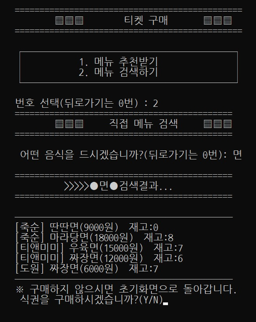 ▤▤▤ 티켓 구매 ▤▤▤
1. 메뉴 추천받기
2. 메뉴 검색하기
번호 선택(뒤로가기는 0번) : 2
▤▤▤ 직접 메뉴 검색 ▤▤▤
어떤 음식을 드시겠습니까?(뒤로가기는 0번): 면
>>>>>●면●검색결과...
[죽순] 딴딴면(9000원) 재고:0
[죽순] 마라탕면(18000원) 재고:8
[티앤미미] 우육면(15000원) 재고:7
[티앤미미] 짜장면(12000원) 재고:6
[도원] 짜장면(6000원) 재고:7
※ 구매하지 않으시면 초기화면으로 돌아갑니다.
식권을 구매하시겠습니까?(Y/N)